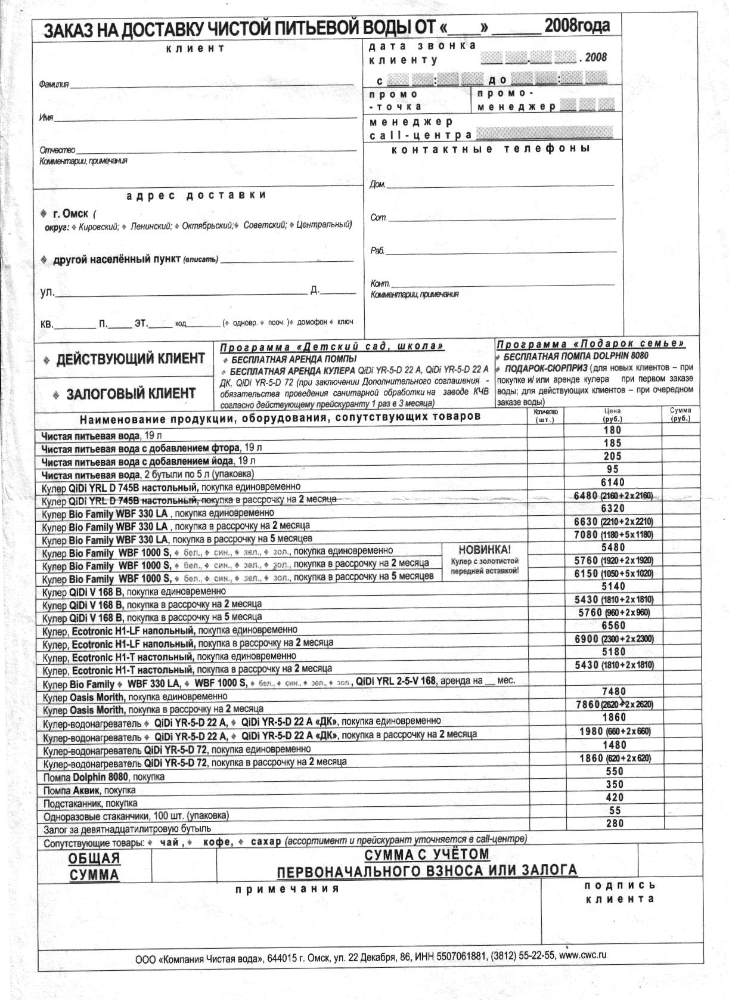 ЗАКАЗ НА ДОСТАВКУ ЧИСТОЙ ПИТЬЕВОЙ ВОДЫ ОТ «____» ______ 2008года
клиент
Фамилия
Имя
Отчество
Комментарии, примечания
дата звонка
клиенту . . 2008
с : до :
промо
-точка
промо-
менеджер
менеджер
call-центра
контактные телефоны
Дом.
Сот.
Раб.
Конт.
Комментарии, примечания
адрес доставки
г. Омск (
округ: Кировский; Ленинский; Октябрьский; Советский; Центральный)
другой населённый пункт (вписать)
ул. Д.
КВ. П. ЭТ. код (одновр. пооч.) домофон ключ
ДЕЙСТВУЮЩИЙ КЛИЕНТ
ЗАЛОГОВЫЙ КЛИЕНТ
Программа «Детский сад, школа»
БЕСПЛАТНАЯ АРЕНДА ПОМПЫ
БЕСПЛАТНАЯ АРЕНДА КУЛЕРА QiDi YR-5-D 22 A, QiDi YR-5-D 22 A
ДК, QiDi YR-5-D 72 (при заключении Дополнительного соглашения -
обязательства проведения санитарной обработки на заводе КЧВ
согласно действующему прейскуранту 1 раз в 3 месяца)
Программа «Подарок семье»
БЕСПЛАТНАЯ ПОМПА DOLPHIN 8080
ПОДАРОК-СЮРПРИЗ (для новых клиентов – при
покупке и/ или аренде кулера при первом заказе
воды; для действующих клиентов – при очередном
заказе воды)
Наименование продукции, оборудования, сопутствующих товаров Количество (шт.) Цена (руб.) Сумма (руб.)
Чистая питьевая вода, 19 л 180
Чистая питьевая вода с добавлением фтора, 19 л 185
Чистая питьевая вода с добавлением йода, 19 л 205
Чистая питьевая вода, 2 бутыли по 5 л (упаковка) 95
Кулер QiDi YRL D 745B настольный, покупка единовременно 6140
Кулер QiDi YRL D 745B настольный, покупка в рассрочку на 2 месяца 6480 (2160+2x2160)
Кулер Bio Family WBF 330 LA , покупка единовременно 6320
Кулер Bio Family WBF 330 LA , покупка в рассрочку на 2 месяца 6630 (2210+2x2210)
Кулер Bio Family WBF 330 LA, покупка в рассрочку на 5 месяцев 7080 (1180+5x1180)
Кулер Bio Family WBF 1000 S, бел., син., зел., зол., покупка единовременно 5480
Кулер Bio Family WBF 1000 S, бел., син., зел., зол., покупка в рассрочку на 2 месяца 5760 (1920+2x1920)
Кулер Bio Family WBF 1000 S, бел., син., зел., зол., покупка в рассрочку на 5 месяцев 6150 (1050+5x1020)
НОВИНКА!
Кулер с золотистой
передней вставкой!
Кулер QiDi V 168 B, покупка единовременно 5140
Кулер QiDi V 168 B, покупка в рассрочку на 2 месяца 5430 (1810+2x1810)
Кулер QiDi V 168 B, покупка в рассрочку на 5 месяца 5760 (960+2x960)
Кулер, Ecotronic H1-LF напольный, покупка единовременно 6560
Кулер, Ecotronic H1-LF напольный, покупка в рассрочку на 2 месяца 6900 (2300+2x2300)
Кулер, Ecotronic H1-T настольный, покупка единовременно 5180
Кулер, Ecotronic H1-T настольный, покупка в рассрочку на 2 месяца 5430 (1810+2x1810)
Кулер Bio Family WBF 330 LA, WBF 1000 S, бел., син., зел., зол., QiDi YRL 2-5-V 168, аренда на __ мес.
Кулер Oasis Morith, покупка единовременно 7480
Кулер Oasis Morith, покупка в рассрочку на 2 месяца 7860 (2620+2x2620)
Кулер-водонагреватель QiDi YR-5-D 22 A, QiDi YR-5-D 22 A «ДК», покупка единовременно 1860
Кулер-водонагреватель QiDi YR-5-D 22 A, QiDi YR-5-D 22 A «ДК», покупка в рассрочку на 2 месяца 1980 (660+2x660)
Кулер-водонагреватель QiDi YR-5-D 72, покупка единовременно 1480
Кулер-водонагреватель QiDi YR-5-D 72, покупка в рассрочку на 2 месяца 1860 (620+2x620)
Помпа Dolphin 8080, покупка 550
Помпа Аквик, покупка 350
Подстаканник, покупка 420
Одноразовые стаканчики, 100 шт. (упаковка) 55
Залог за девятнадцатилитровую бутыль 280
Сопутствующие товары: чай , кофе, сахар (ассортимент и прейскурант уточняется в call-центре)
ОБЩАЯ
СУММА
СУММА С УЧЁТОМ
ПЕРВОНАЧАЛЬНОГО ВЗНОСА ИЛИ ЗАЛОГА
примечания
подпись
клиента
ООО «Компания Чистая вода», 644015 г. Омск, ул. 22 Декабря, 86, ИНН 5507061881, (3812) 55-22-55, www.cwc.ru